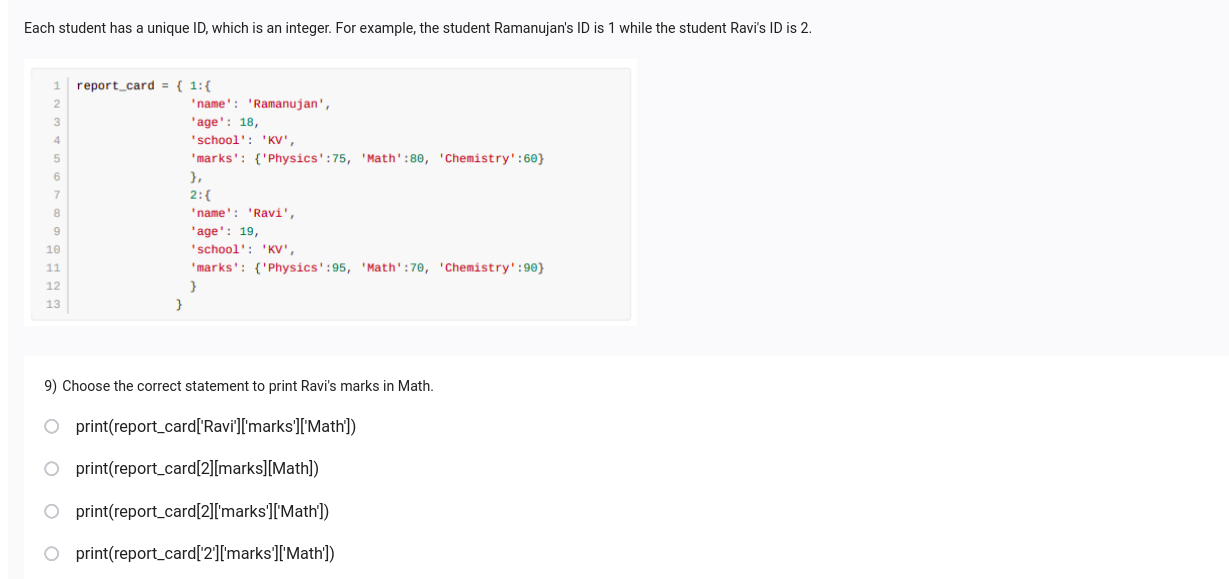 Each student has a unique ID, which is an integer. For example, the student Ramanujan's ID is 1 while the student Ravi's ID is 2.
1 report_card = { 1:{
2 'name': 'Ramanujan',
3 'age': 18,
4 'school': 'KV',
5 'marks': {'Physics':75, 'Math':80, 'Chemistry':60}
6 },
7 2:{
8 'name': 'Ravi',
9 'age': 19,
10 'school': 'KV',
11 'marks': {'Physics':95, 'Math':70, 'Chemistry':90}
12 }
13 }
9) Choose the correct statement to print Ravi's marks in Math.
print(report_card['Ravi']['marks']['Math'])
print(report_card[2][marks][Math])
print(report_card[2]['marks']['Math'])
print(report_card['2']['marks']['Math'])